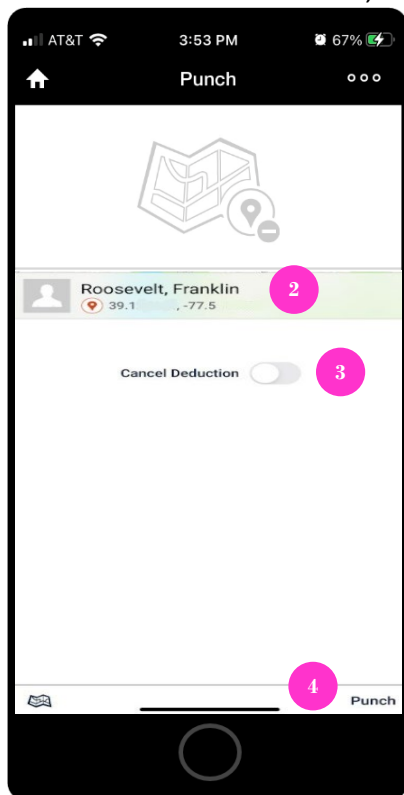 AT&T 3:53 PM 67%
Punch
Roosevelt, Franklin 2
39.1 , -77.5
Cancel Deduction 3
4
Punch